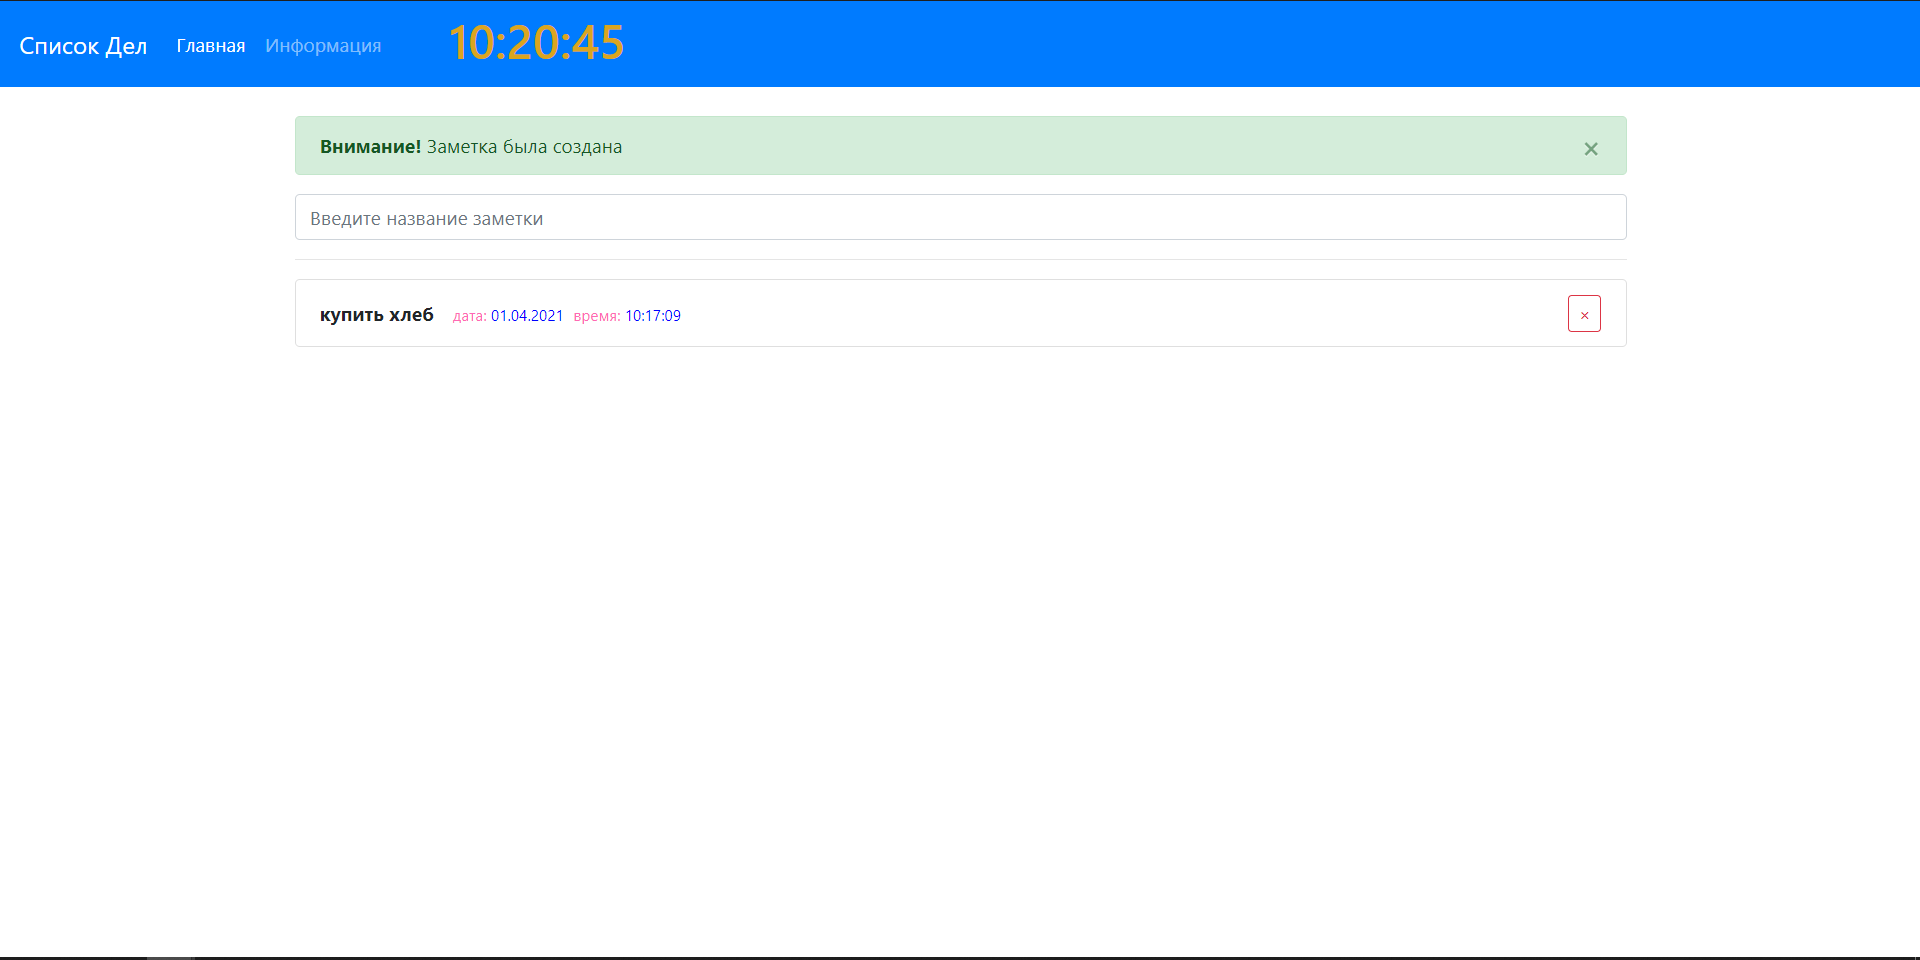 Список Дел Главная Информация 10:20:45
Внимание! Заметка была создана ×
Введите название заметки
купить хлеб дата: 01.04.2021 время: 10:17:09 ×